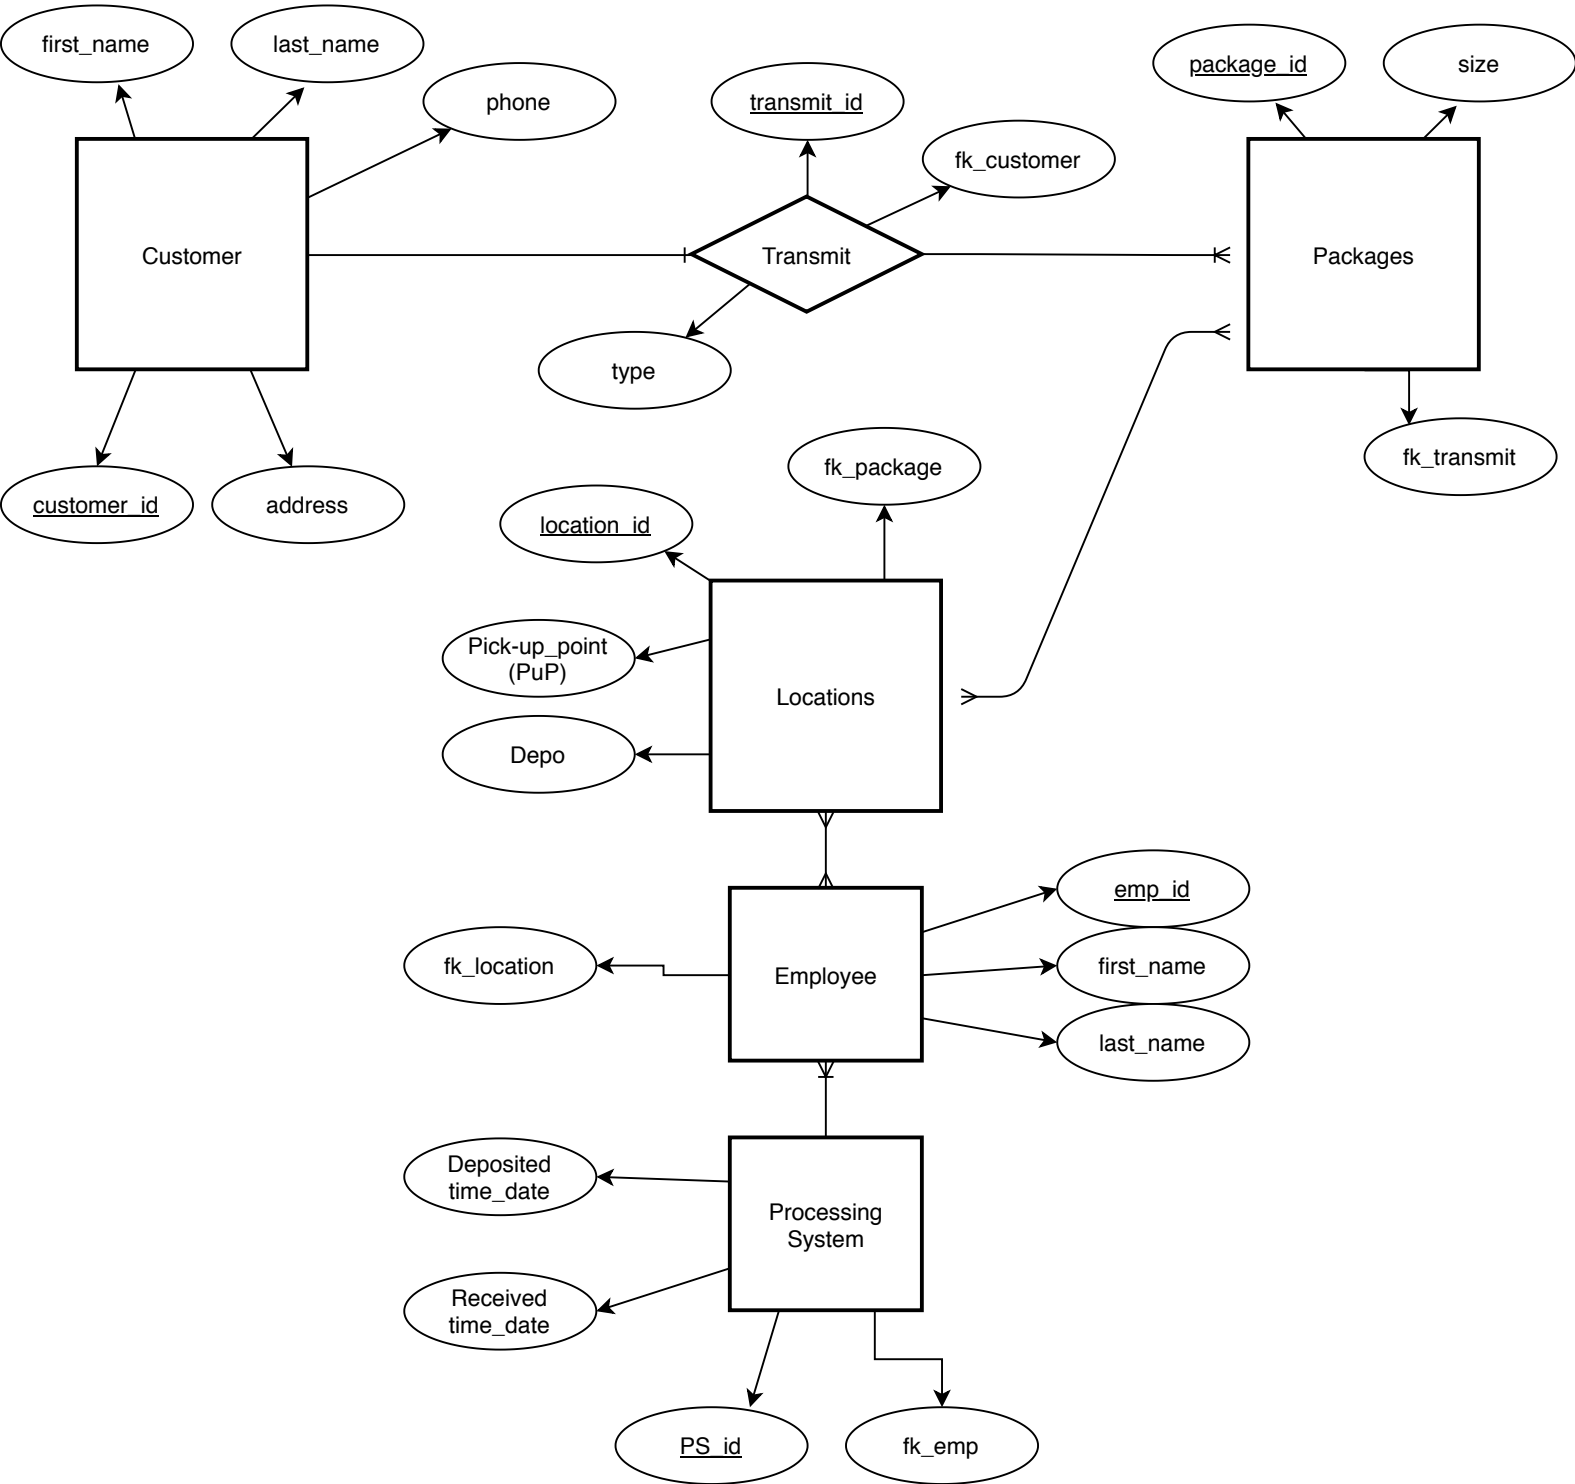 first_name
last_name
phone
transmit_id
fk_customer
package_id
size
Customer
Transmit
Packages
type
customer_id
address
fk_transmit
fk_package
location_id
Pick-up_point
(PuP)
Locations
Depo
emp_id
fk_location
Employee
first_name
last_name
Deposited
time_date
Processing
System
Received
time_date
PS_id
fk_emp